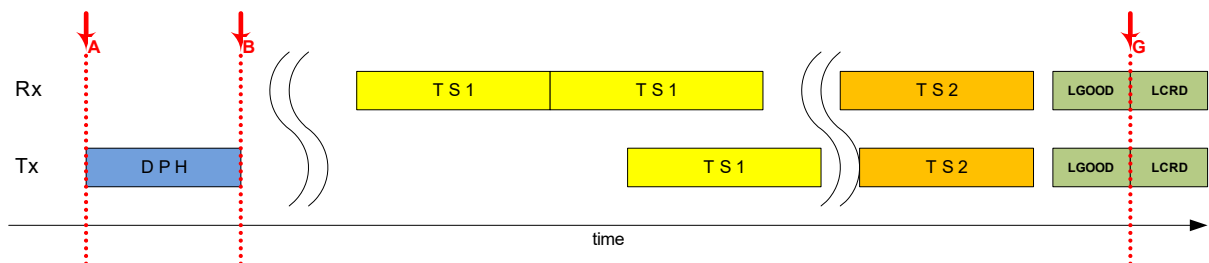 A B G
Rx T S 1 T S 1 T S 2 LGOOD LCRD
Tx D P H T S 1 T S 2 LGOOD LCRD
time